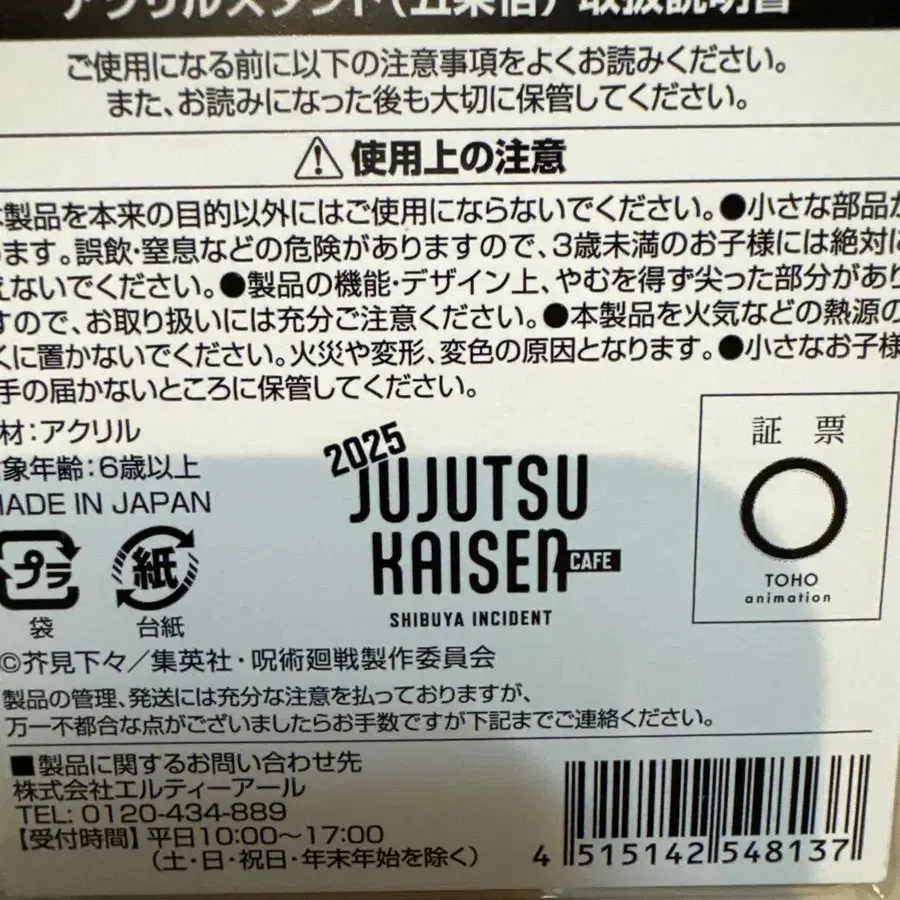 アクリルスタンド(五条悟) 取扱説明書
ご使用になる前に以下の注意事項をよくお読みください。
また、お読みになった後も大切に保管してください。
使用上の注意
本製品を本来の目的以外にはご使用にならないでください。●小さな部品が
ます。誤飲・窒息などの危険がありますので、3歳未満のお子様には絶対に
えないでください。●製品の機能・デザイン上、やむを得ず尖った部分があり
すので、お取り扱いには充分ご注意ください。●本製品を火気などの熱源の
くに置かないでください。火災や変形、変色の原因となります。●小さなお子様
手の届かないところに保管してください。
材:アクリル
対象年齢:6歳以上
MADE IN JAPAN
プラ
袋
紙
台紙
2025
JUJUTSU
KAISEN
CAFE
SHIBUYA INCIDENT
証 票
TOHO
animation
©芥見下々/集英社・呪術廻戦製作委員会
製品の管理、発送には充分な注意を払っておりますが、
万一不都合な点がございましたらお手数ですが下記までご連絡ください。
■製品に関するお問い合わせ先
株式会社エルティーアール
TEL: 0120-434-889
【受付時間】平日10:00～17:00
(土・日・祝日・年末年始を除く)
4 515142 548137